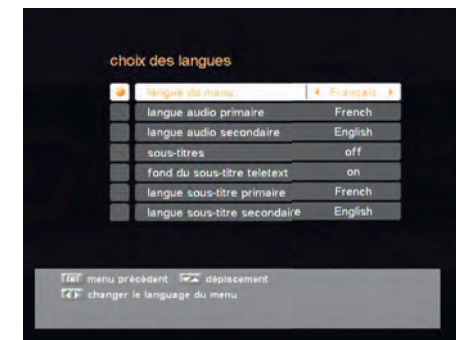 choix des langues
langue du menu Français
langue audio primaire French
langue audio secondaire English
sous-titres off
fond du sous-titre teletext on
langue sous-titre primaire French
langue sous-titre secondaire English
menu précédent déplacement
changer le language du menu